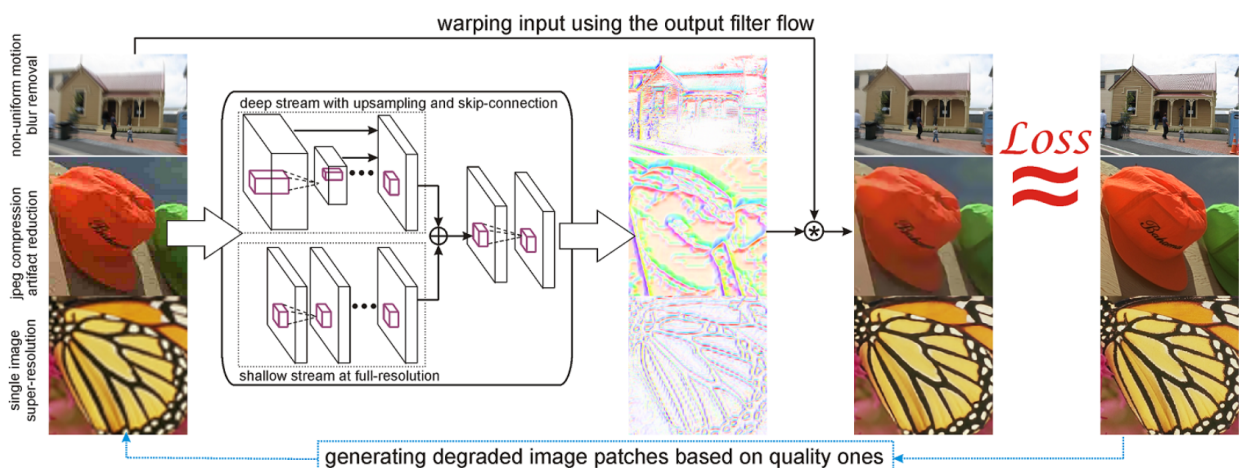 warping input using the output filter flow
non-uniform motion
blur removal
jpeg compression
artifact reduction
single image
super-resolution
deep stream with upsampling and skip-connection
shallow stream at full-resolution
Loss
generating degraded image patches based on quality ones